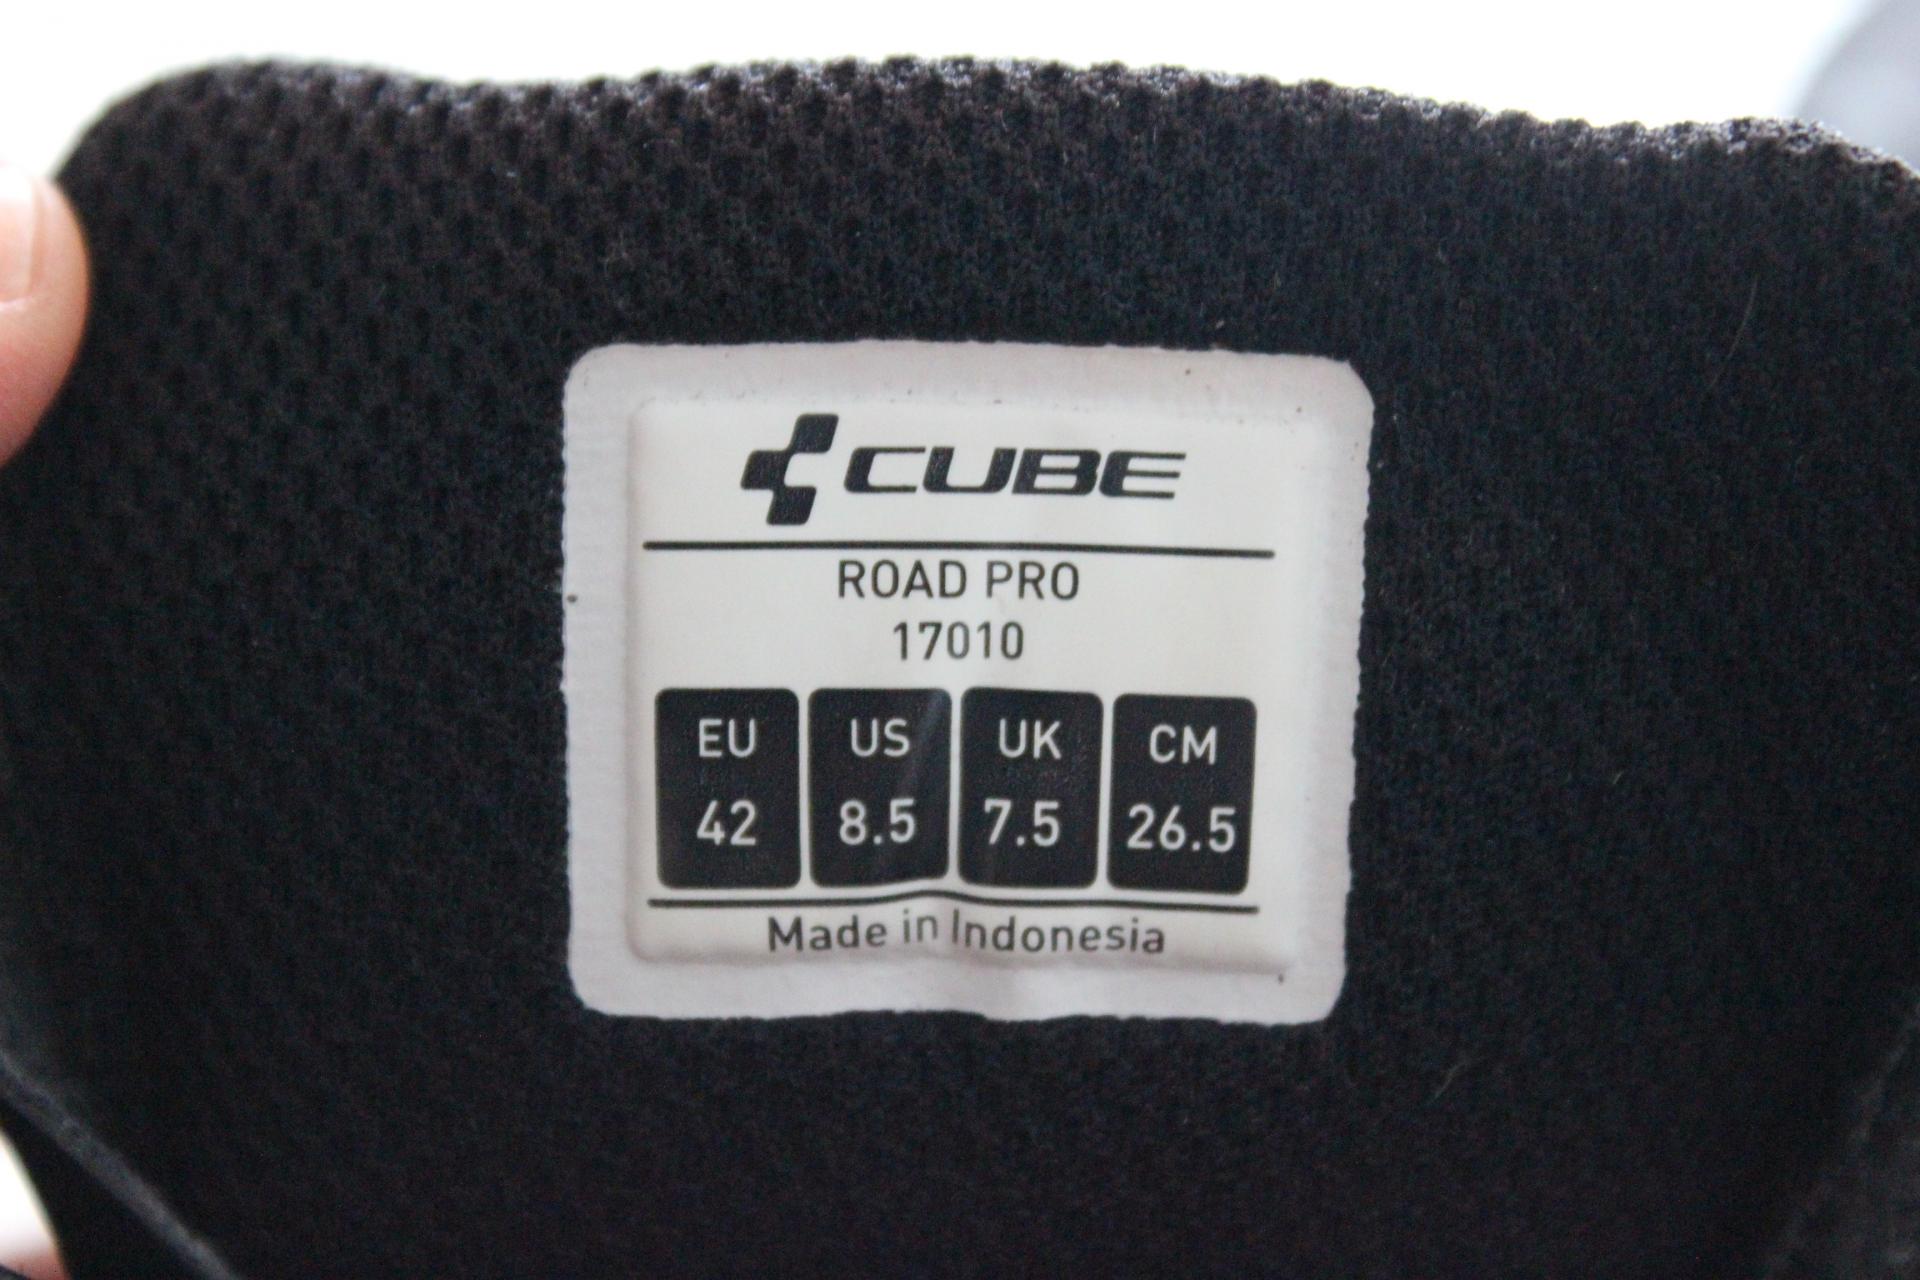 CUBE
ROAD PRO
17010
EU US UK CM
42 8.5 7.5 26.5
Made in Indonesia